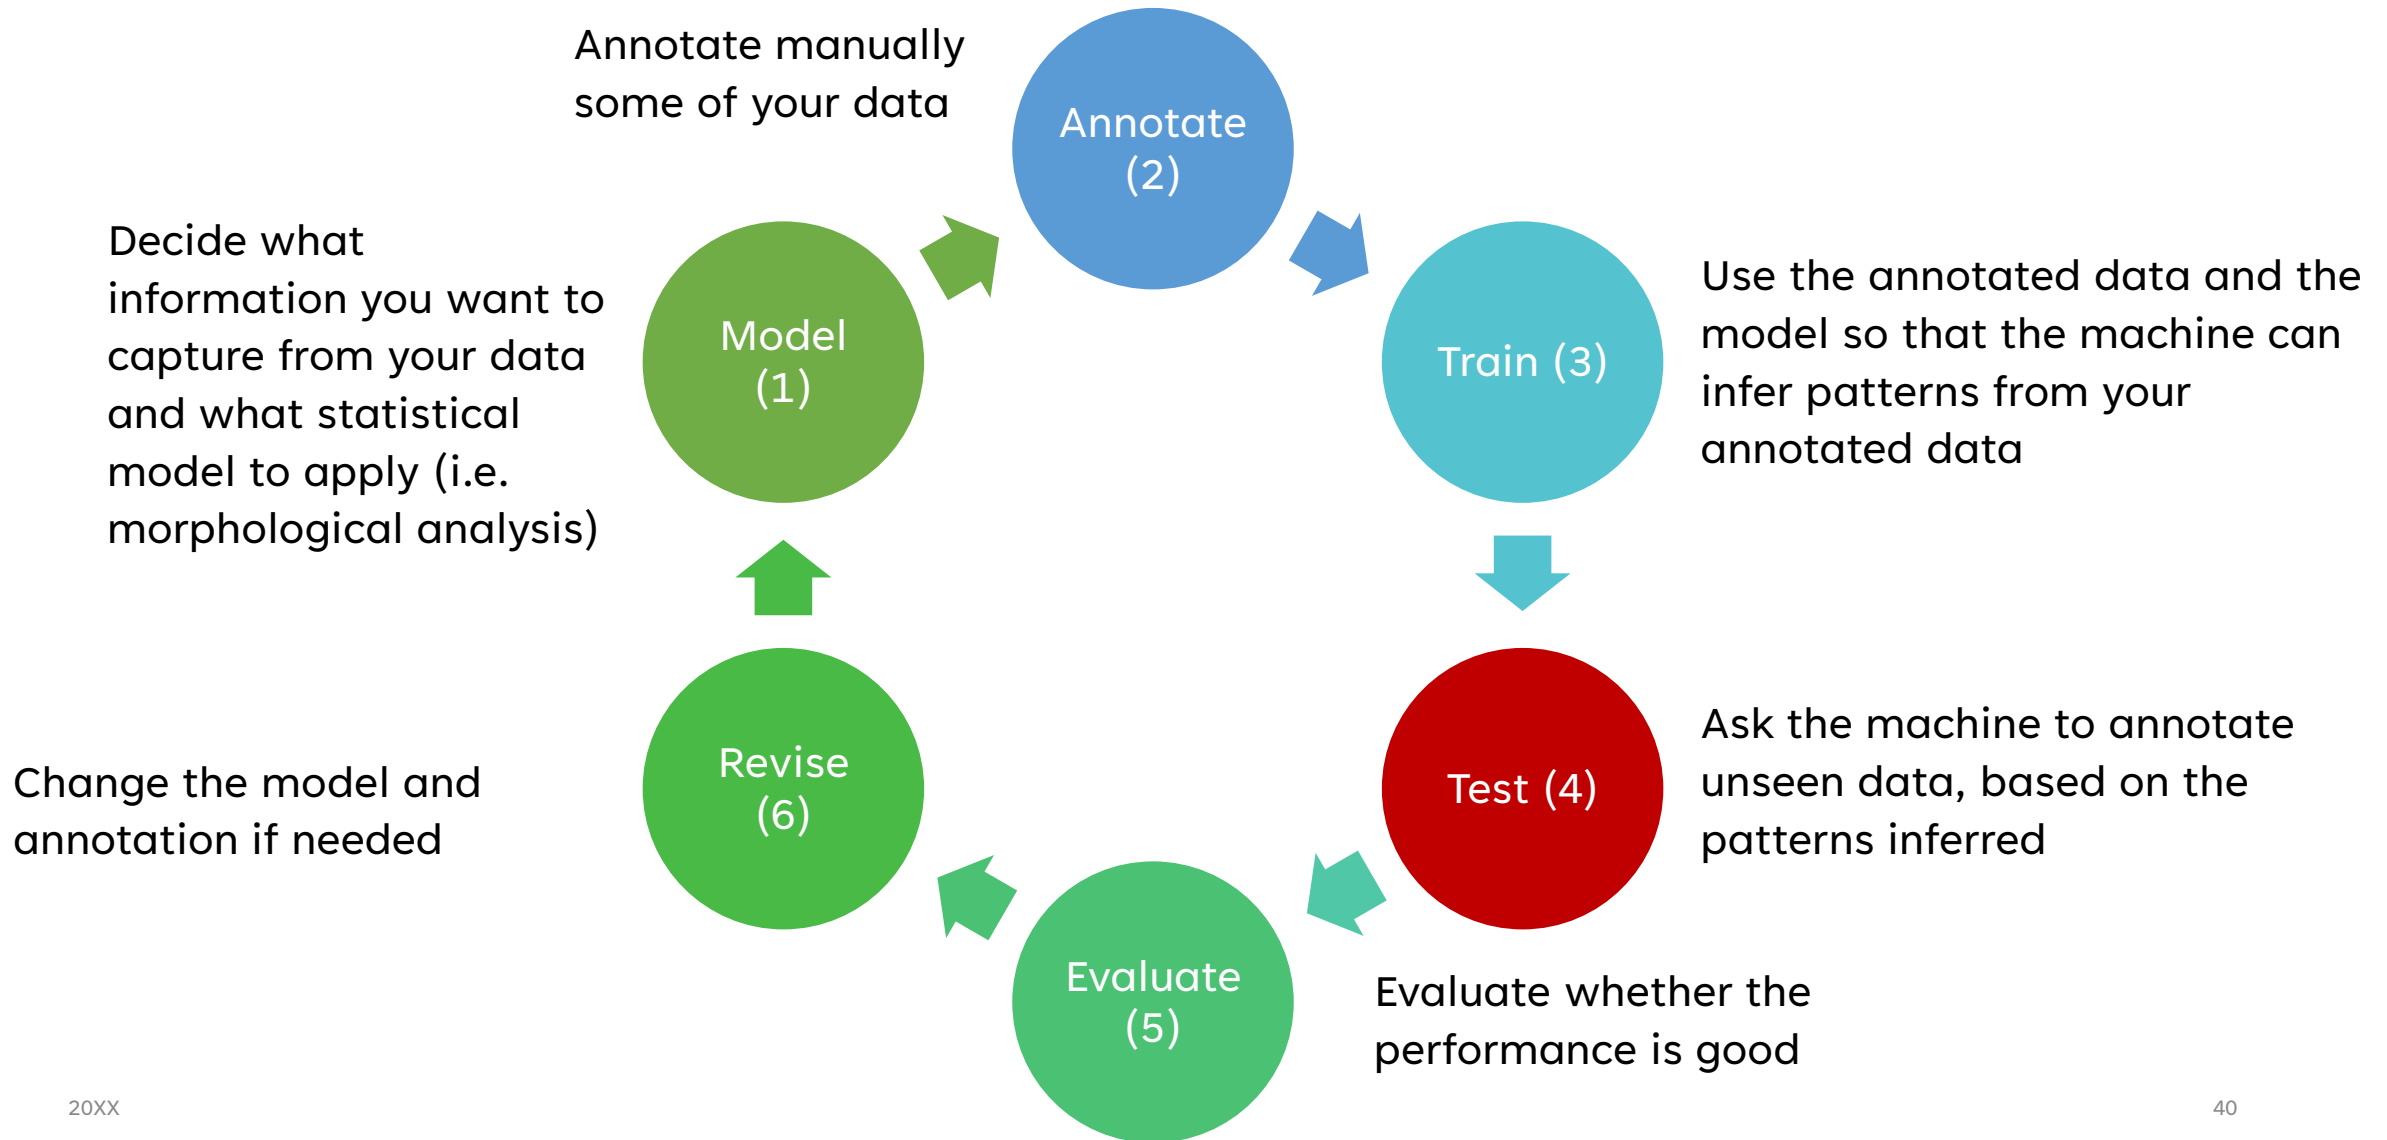 Annotate manually
some of your data
Annotate
(2)
Decide what
information you want to
capture from your data
and what statistical
model to apply (i.e.
morphological analysis)
Model
(1)
Train (3)
Use the annotated data and the
model so that the machine can
infer patterns from your
annotated data
Test (4)
Ask the machine to annotate
unseen data, based on the
patterns inferred
Evaluate
(5)
Evaluate whether the
performance is good
Revise
(6)
Change the model and
annotation if needed
20XX
40